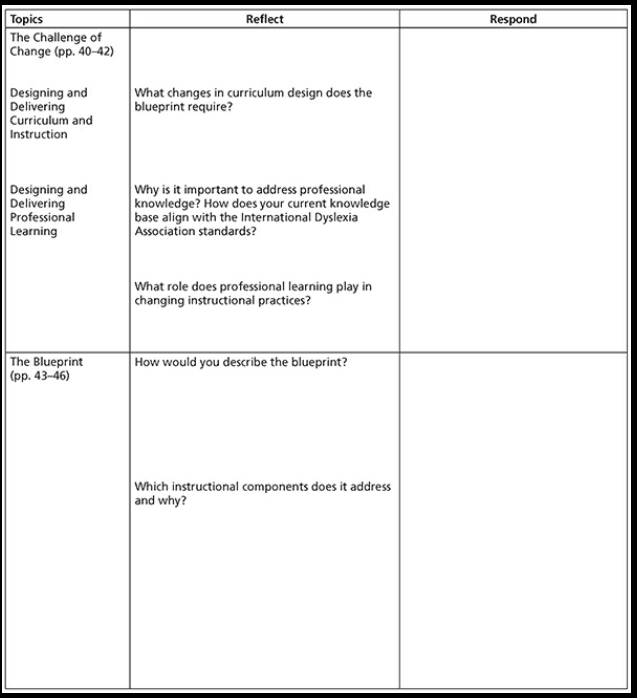 Topics
Reflect
Respond
The Challenge of
Change (pp. 40–42)
Designing and
Delivering
Curriculum and
Instruction
What changes in curriculum design does the
blueprint require?
Designing and
Delivering
Professional
Learning
Why is it important to address professional
knowledge? How does your current knowledge
base align with the International Dyslexia
Association standards?
What role does professional learning play in
changing instructional practices?
The Blueprint
(pp. 43–46)
How would you describe the blueprint?
Which instructional components does it address
and why?